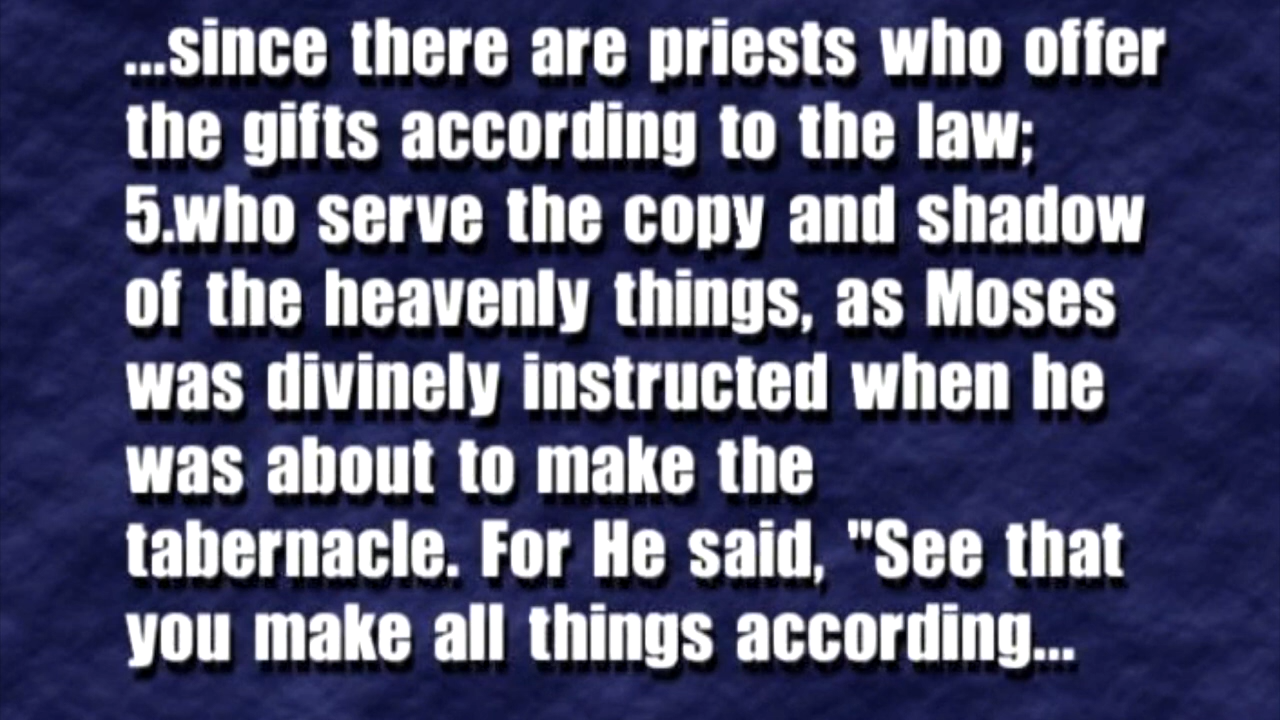 ...since there are priests who offer
the gifts according to the law;
5.who serve the copy and shadow
of the heavenly things, as Moses
was divinely instructed when he
was about to make the
tabernacle. For He said, "See that
you make all things according...